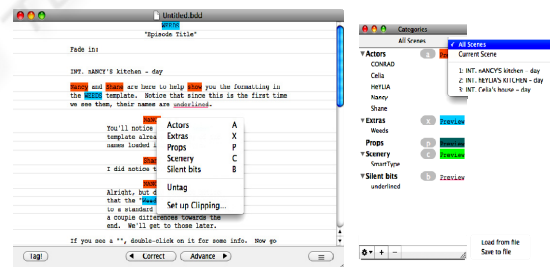 Untitled.bdd
WEEDS
"Episode Title"
Fade in:
INT. nANCY'S kitchen - day
Nancy and Shane are here to help show you the formatting in
the WEEDS template. Notice that since this is the first time
we see them, their names are underlined.
You'll notice
template alrea
names loaded i
I did notice t
Alright, but d
that the "Weed
to a standard
a couple differences towards the
end. We'll get to those later.
If you see a "", double-click on it for some info. Now go
Actors A
Extras X
Props P
Scenery C
Silent bits B
Untag
Set up Clipping...
Tag!
Correct
Advance
Categories
All Scenes
All Scenes
Current Scene
1: INT. nANCY'S kitchen - day
2: INT. HEYLIA'S KITCHEN - day
3: INT. Celia's house - day
Actors a
CONRAD
Celia
HeYLIA
Nancy
Shane
Extras x Preview
Weeds
Props p Preview
Scenery c Preview
SmartType
Silent bits b Preview
underlined
Load from file
Save to file